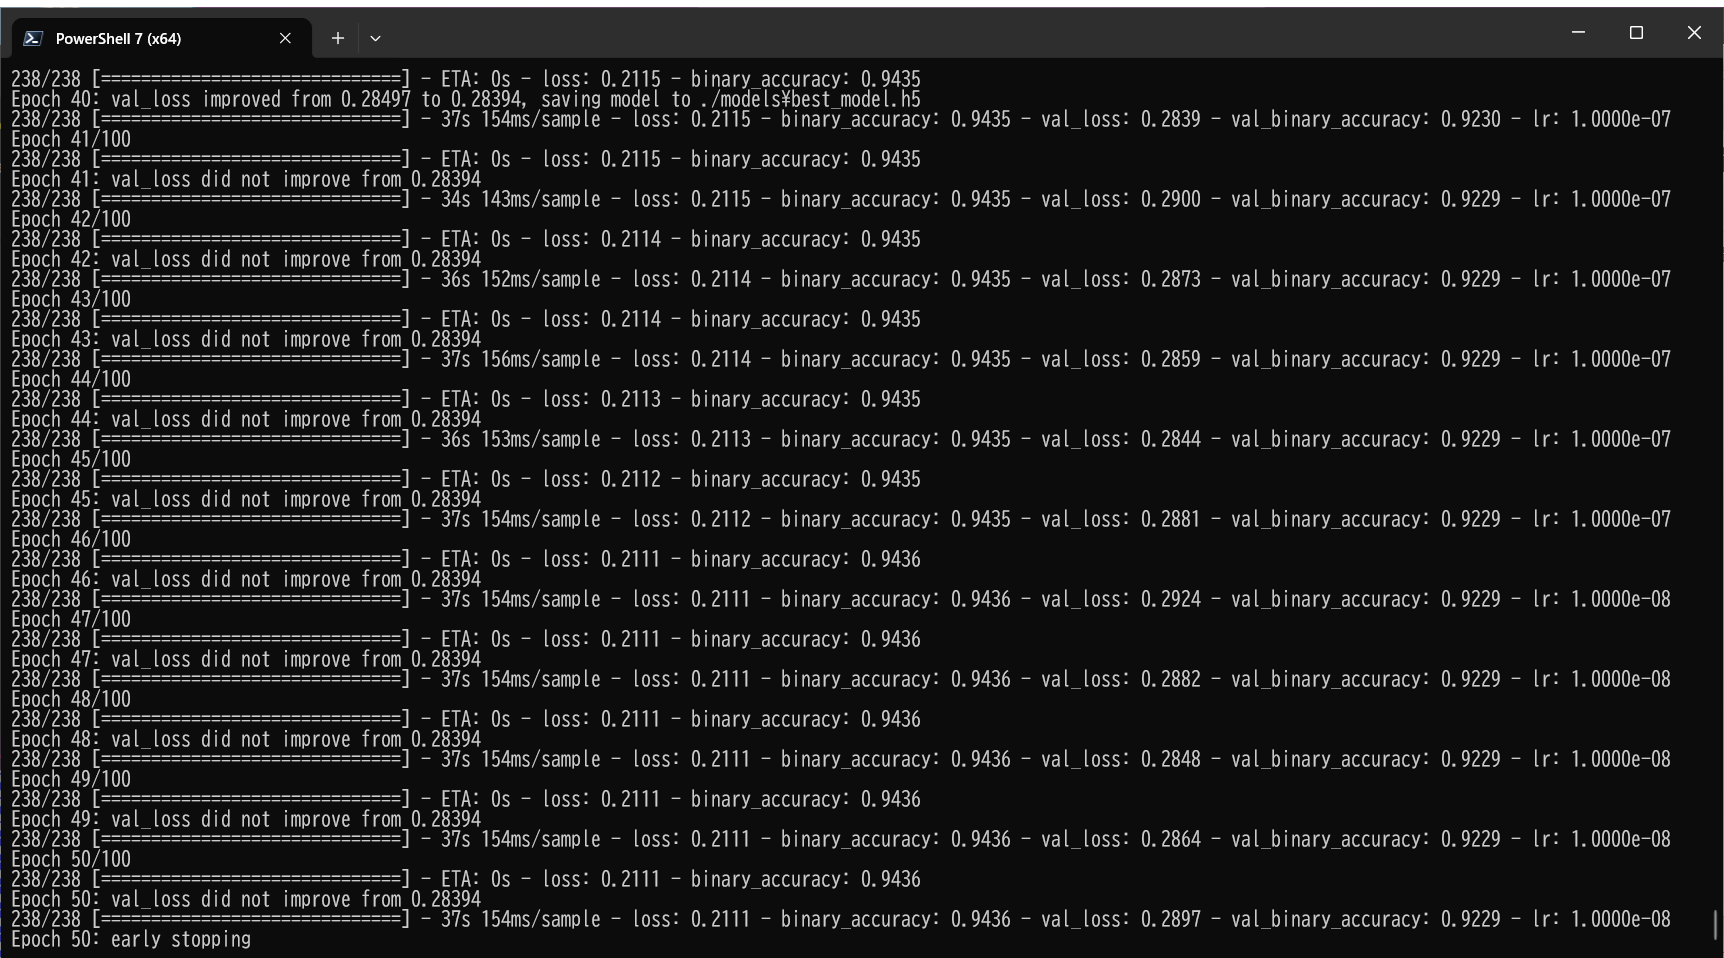 PowerShell 7 (x64)
238/238 [==============================] - ETA: 0s - loss: 0.2115 - binary_accuracy: 0.9435
Epoch 40: val_loss improved from 0.28497 to 0.28394, saving model to ./models¥best_model.h5
238/238 [==============================] - 37s 154ms/sample - loss: 0.2115 - binary_accuracy: 0.9435 - val_loss: 0.2839 - val_binary_accuracy: 0.9230 - lr: 1.0000e-07
Epoch 41/100
238/238 [==============================] - ETA: 0s - loss: 0.2115 - binary_accuracy: 0.9435
Epoch 41: val_loss did not improve from 0.28394
238/238 [==============================] - 34s 143ms/sample - loss: 0.2115 - binary_accuracy: 0.9435 - val_loss: 0.2900 - val_binary_accuracy: 0.9229 - lr: 1.0000e-07
Epoch 42/100
238/238 [==============================] - ETA: 0s - loss: 0.2114 - binary_accuracy: 0.9435
Epoch 42: val_loss did not improve from 0.28394
238/238 [==============================] - 36s 152ms/sample - loss: 0.2114 - binary_accuracy: 0.9435 - val_loss: 0.2873 - val_binary_accuracy: 0.9229 - lr: 1.0000e-07
Epoch 43/100
238/238 [==============================] - ETA: 0s - loss: 0.2114 - binary_accuracy: 0.9435
Epoch 43: val_loss did not improve from 0.28394
238/238 [==============================] - 37s 156ms/sample - loss: 0.2114 - binary_accuracy: 0.9435 - val_loss: 0.2859 - val_binary_accuracy: 0.9229 - lr: 1.0000e-07
Epoch 44/100
238/238 [==============================] - ETA: 0s - loss: 0.2113 - binary_accuracy: 0.9435
Epoch 44: val_loss did not improve from 0.28394
238/238 [==============================] - 36s 153ms/sample - loss: 0.2113 - binary_accuracy: 0.9435 - val_loss: 0.2844 - val_binary_accuracy: 0.9229 - lr: 1.0000e-07
Epoch 45/100
238/238 [==============================] - ETA: 0s - loss: 0.2112 - binary_accuracy: 0.9435
Epoch 45: val_loss did not improve from 0.28394
238/238 [==============================] - 37s 154ms/sample - loss: 0.2112 - binary_accuracy: 0.9435 - val_loss: 0.2881 - val_binary_accuracy: 0.9229 - lr: 1.0000e-07
Epoch 46/100
238/238 [==============================] - ETA: 0s - loss: 0.2111 - binary_accuracy: 0.9436
Epoch 46: val_loss did not improve from 0.28394
238/238 [==============================] - 37s 154ms/sample - loss: 0.2111 - binary_accuracy: 0.9436 - val_loss: 0.2924 - val_binary_accuracy: 0.9229 - lr: 1.0000e-08
Epoch 47/100
238/238 [==============================] - ETA: 0s - loss: 0.2111 - binary_accuracy: 0.9436
Epoch 47: val_loss did not improve from 0.28394
238/238 [==============================] - 37s 154ms/sample - loss: 0.2111 - binary_accuracy: 0.9436 - val_loss: 0.2882 - val_binary_accuracy: 0.9229 - lr: 1.0000e-08
Epoch 48/100
238/238 [==============================] - ETA: 0s - loss: 0.2111 - binary_accuracy: 0.9436
Epoch 48: val_loss did not improve from 0.28394
238/238 [==============================] - 37s 154ms/sample - loss: 0.2111 - binary_accuracy: 0.9436 - val_loss: 0.2848 - val_binary_accuracy: 0.9229 - lr: 1.0000e-08
Epoch 49/100
238/238 [==============================] - ETA: 0s - loss: 0.2111 - binary_accuracy: 0.9436
Epoch 49: val_loss did not improve from 0.28394
238/238 [==============================] - 37s 154ms/sample - loss: 0.2111 - binary_accuracy: 0.9436 - val_loss: 0.2864 - val_binary_accuracy: 0.9229 - lr: 1.0000e-08
Epoch 50/100
238/238 [==============================] - ETA: 0s - loss: 0.2111 - binary_accuracy: 0.9436
Epoch 50: val_loss did not improve from 0.28394
238/238 [==============================] - 37s 154ms/sample - loss: 0.2111 - binary_accuracy: 0.9436 - val_loss: 0.2897 - val_binary_accuracy: 0.9229 - lr: 1.0000e-08
Epoch 50: early stopping